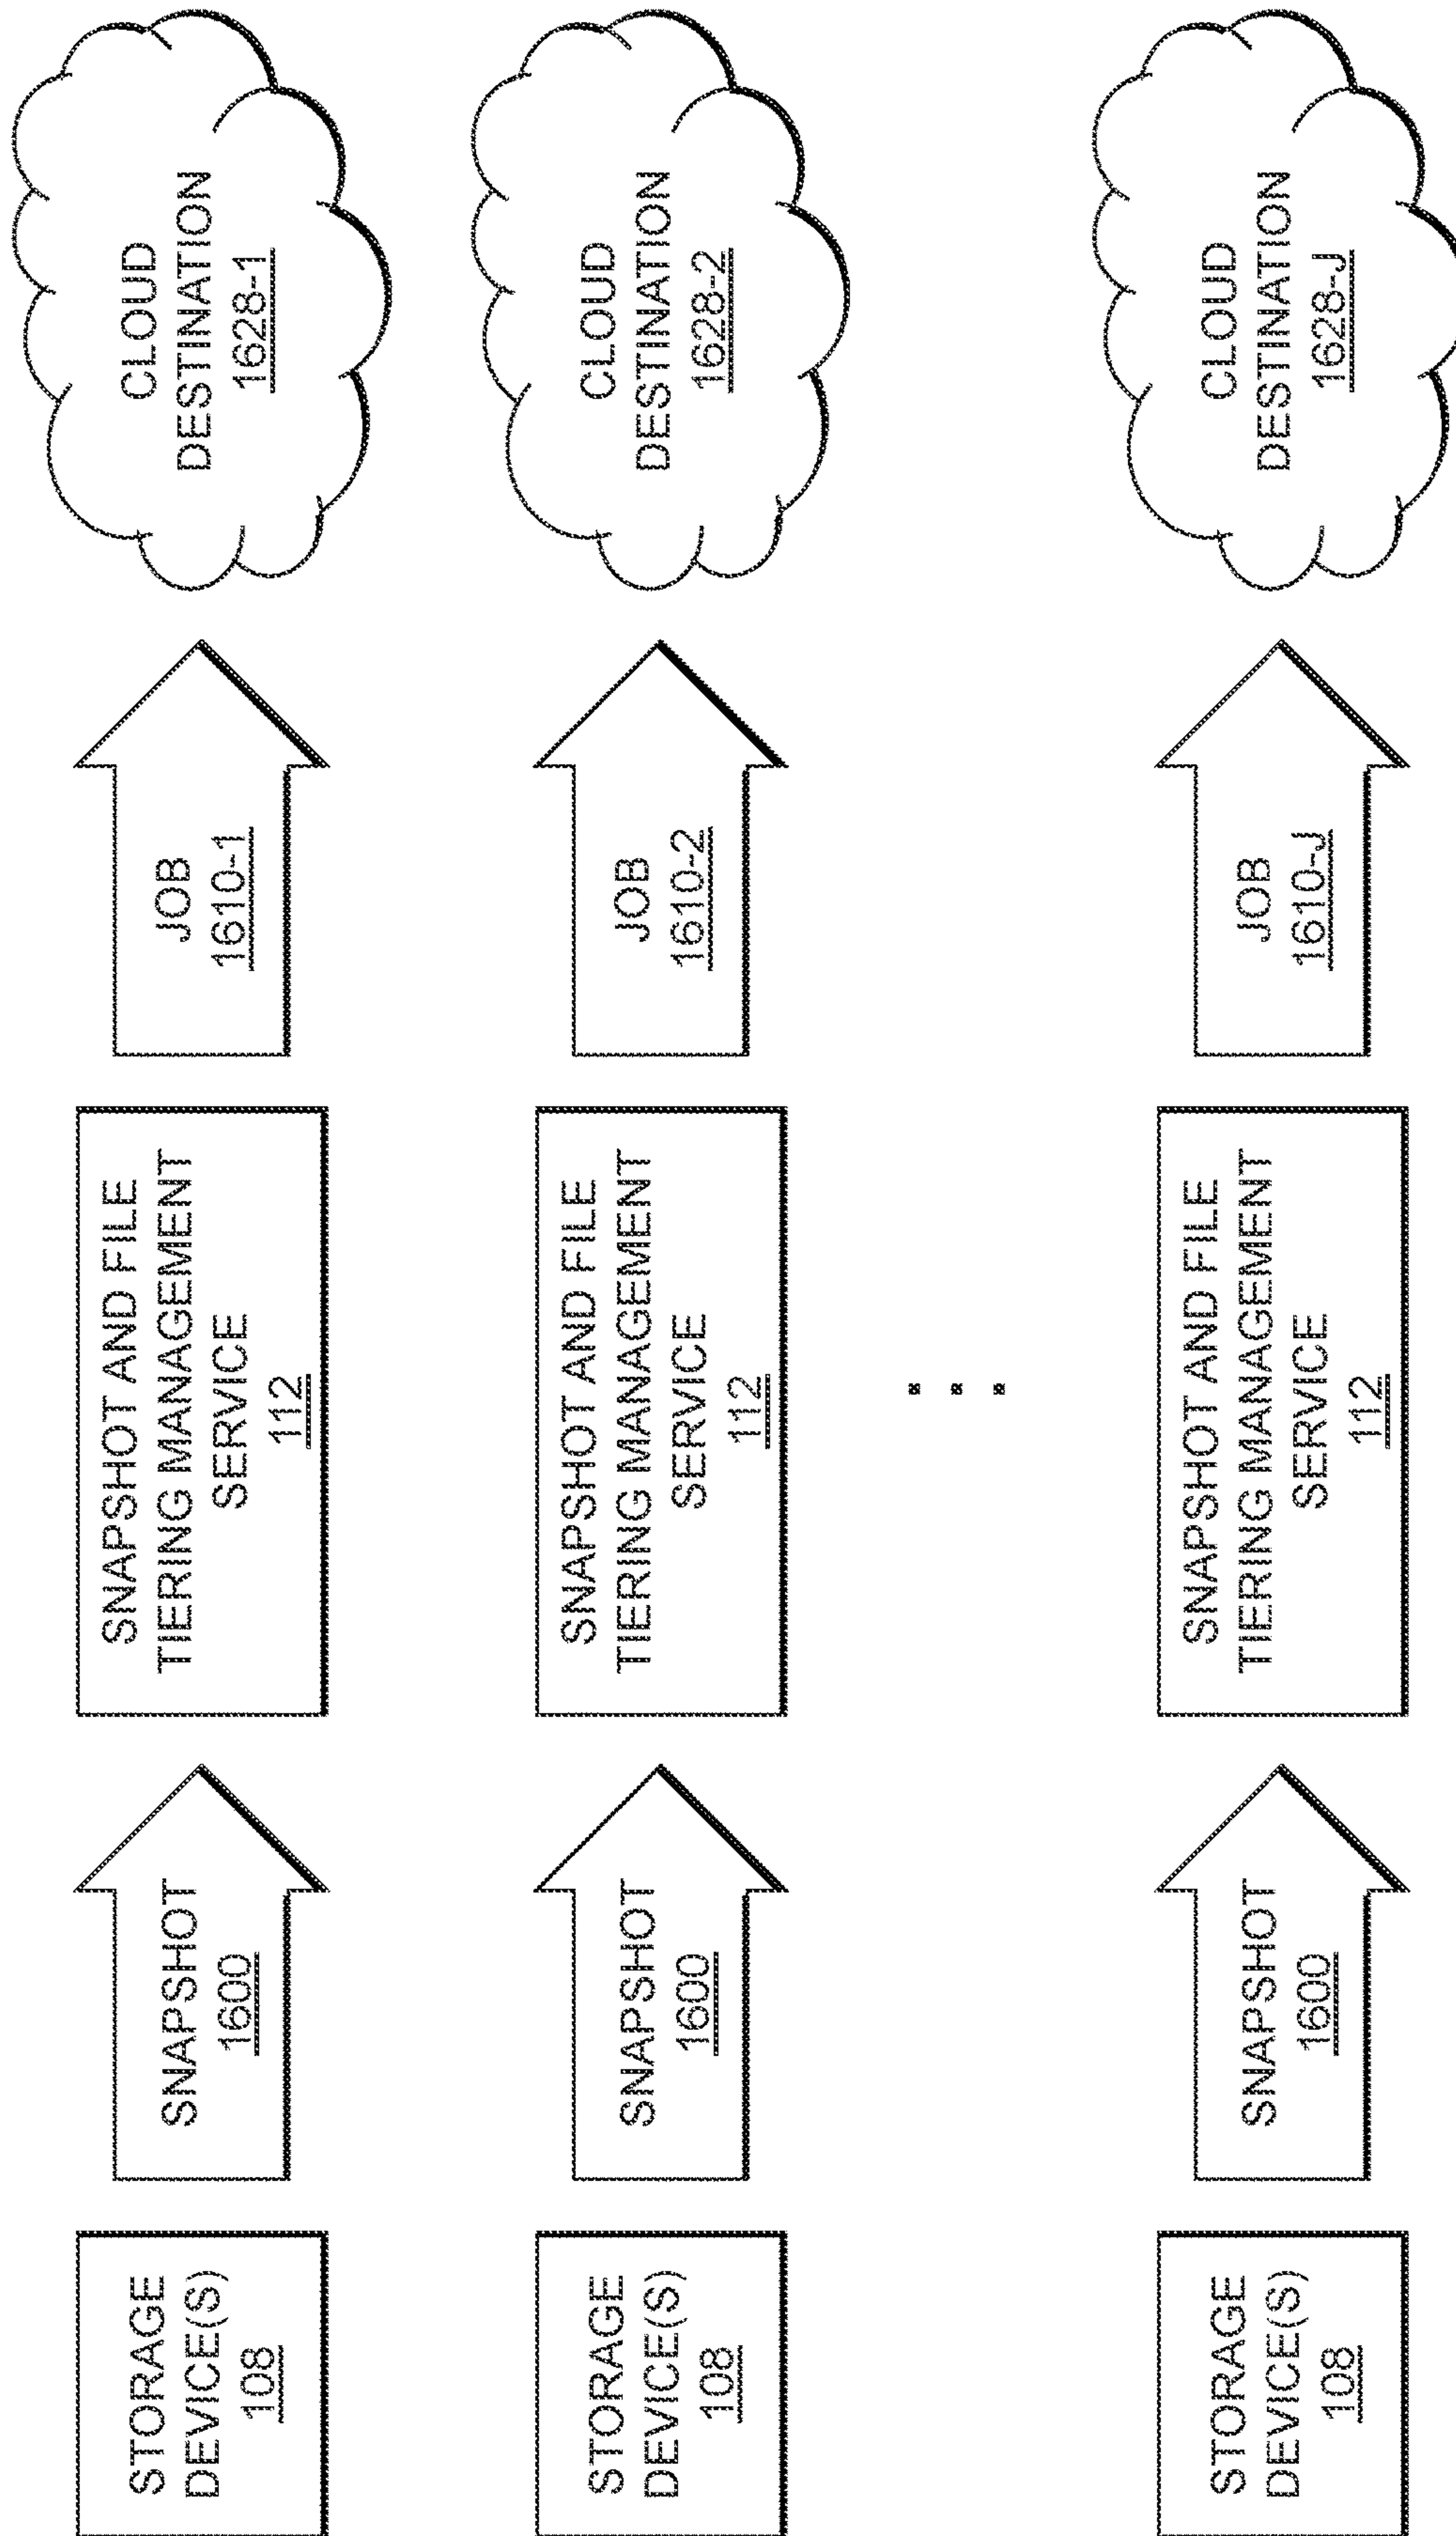 STORAGE
DEVICE(S)
108
SNAPSHOT
1600
SNAPSHOT AND FILE
TIERING MANAGEMENT
SERVICE
112
JOB
1610-1
CLOUD
DESTINATION
1628-1
STORAGE
DEVICE(S)
108
SNAPSHOT
1600
SNAPSHOT AND FILE
TIERING MANAGEMENT
SERVICE
112
JOB
1610-2
CLOUD
DESTINATION
1628-2
. . .
STORAGE
DEVICE(S)
108
SNAPSHOT
1600
SNAPSHOT AND FILE
TIERING MANAGEMENT
SERVICE
112
JOB
1610-J
CLOUD
DESTINATION
1628-J